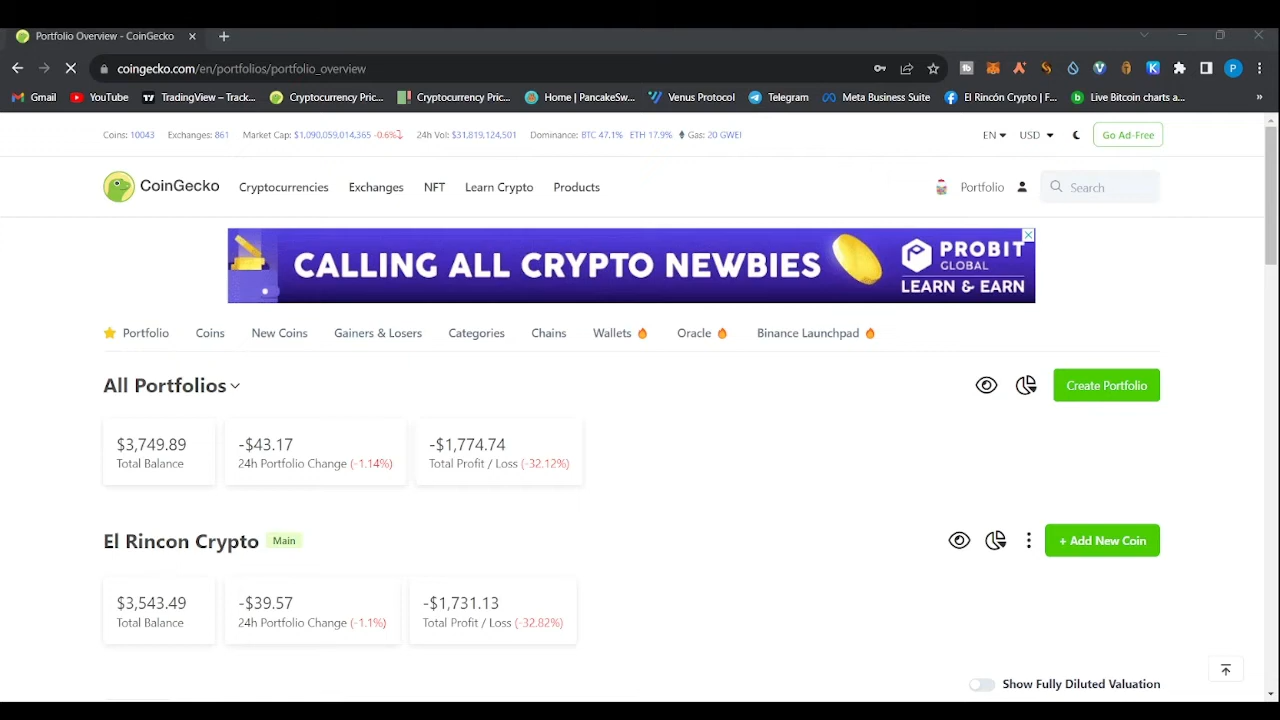 Portfolio Overview - CoinGecko
coingecko.com/en/portfolios/portfolio_overview
Gmail YouTube TradingView – Track... Cryptocurrency Pric... Cryptocurrency Pric... Home | PancakeSw... Venus Protocol Telegram Meta Business Suite El Rincón Crypto | F... Live Bitcoin charts a... »
Coins: 10043 Exchanges: 861 Market Cap: $1,090,059,014,365 -0.6% 24h Vol: $31,819,124,501 Dominance: BTC 47.1% ETH 17.9% Gas: 20 GWEI EN USD Go Ad-Free
CoinGecko Cryptocurrencies Exchanges NFT Learn Crypto Products Portfolio Search
CALLING ALL CRYPTO NEWBIES
PROBIT
GLOBAL
LEARN & EARN
Portfolio Coins New Coins Gainers & Losers Categories Chains Wallets Oracle Binance Launchpad
All Portfolios Create Portfolio
$3,749.89 -$43.17 -$1,774.74
Total Balance 24h Portfolio Change (-1.14%) Total Profit / Loss (-32.12%)
El Rincon Crypto Main + Add New Coin
$3,543.49 -$39.57 -$1,731.13
Total Balance 24h Portfolio Change (-1.1%) Total Profit / Loss (-32.82%)
Show Fully Diluted Valuation